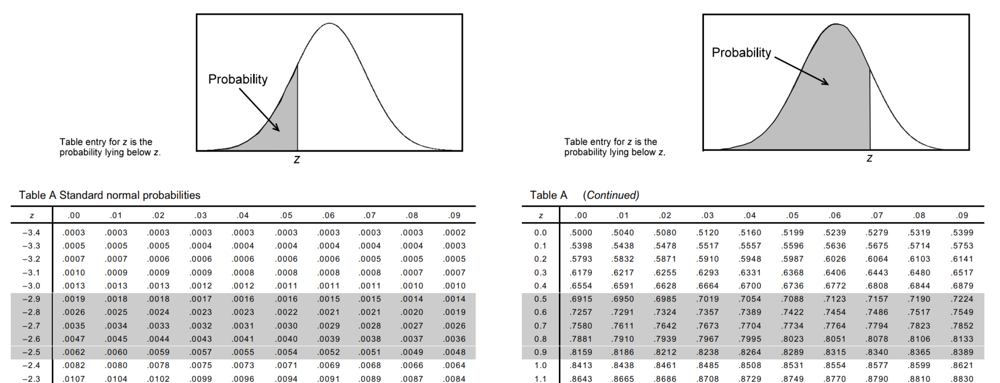 Probability
Table entry for z is the
probability lying below z.
z
Table A Standard normal probabilities
z .00 .01 .02 .03 .04 .05 .06 .07 .08 .09
–3.4 .0003 .0003 .0003 .0003 .0003 .0003 .0003 .0003 .0003 .0002
–3.3 .0005 .0005 .0005 .0004 .0004 .0004 .0004 .0004 .0004 .0003
–3.2 .0007 .0007 .0006 .0006 .0006 .0006 .0006 .0005 .0005 .0005
–3.1 .0010 .0009 .0009 .0009 .0008 .0008 .0008 .0008 .0007 .0007
–3.0 .0013 .0013 .0013 .0012 .0012 .0011 .0011 .0011 .0010 .0010
–2.9 .0019 .0018 .0018 .0017 .0016 .0016 .0015 .0015 .0014 .0014
–2.8 .0026 .0025 .0024 .0023 .0023 .0022 .0021 .0021 .0020 .0019
–2.7 .0035 .0034 .0033 .0032 .0031 .0030 .0029 .0028 .0027 .0026
–2.6 .0047 .0045 .0044 .0043 .0041 .0040 .0039 .0038 .0037 .0036
–2.5 .0062 .0060 .0059 .0057 .0055 .0054 .0052 .0051 .0049 .0048
–2.4 .0082 .0080 .0078 .0075 .0073 .0071 .0069 .0068 .0066 .0064
–2.3 .0107 .0104 .0102 .0099 .0096 .0094 .0091 .0089 .0087 .0084
Probability
Table entry for z is the
probability lying below z.
z
Table A (Continued)
z .00 .01 .02 .03 .04 .05 .06 .07 .08 .09
0.0 .5000 .5040 .5080 .5120 .5160 .5199 .5239 .5279 .5319 .5399
0.1 .5398 .5438 .5478 .5517 .5557 .5596 .5636 .5675 .5714 .5753
0.2 .5793 .5832 .5871 .5910 .5948 .5987 .6026 .6064 .6103 .6141
0.3 .6179 .6217 .6255 .6293 .6331 .6368 .6406 .6443 .6480 .6517
0.4 .6554 .6591 .6628 .6664 .6700 .6736 .6772 .6808 .6844 .6879
0.5 .6915 .6950 .6985 .7019 .7054 .7088 .7123 .7157 .7190 .7224
0.6 .7257 .7291 .7324 .7357 .7389 .7422 .7454 .7486 .7517 .7549
0.7 .7580 .7611 .7642 .7673 .7704 .7734 .7764 .7794 .7823 .7852
0.8 .7881 .7910 .7939 .7967 .7995 .8023 .8051 .8078 .8106 .8133
0.9 .8159 .8186 .8212 .8238 .8264 .8289 .8315 .8340 .8365 .8389
1.0 .8413 .8438 .8461 .8485 .8508 .8531 .8554 .8577 .8599 .8621
1.1 .8643 .8665 .8686 .8708 .8729 .8749 .8770 .8790 .8810 .8830